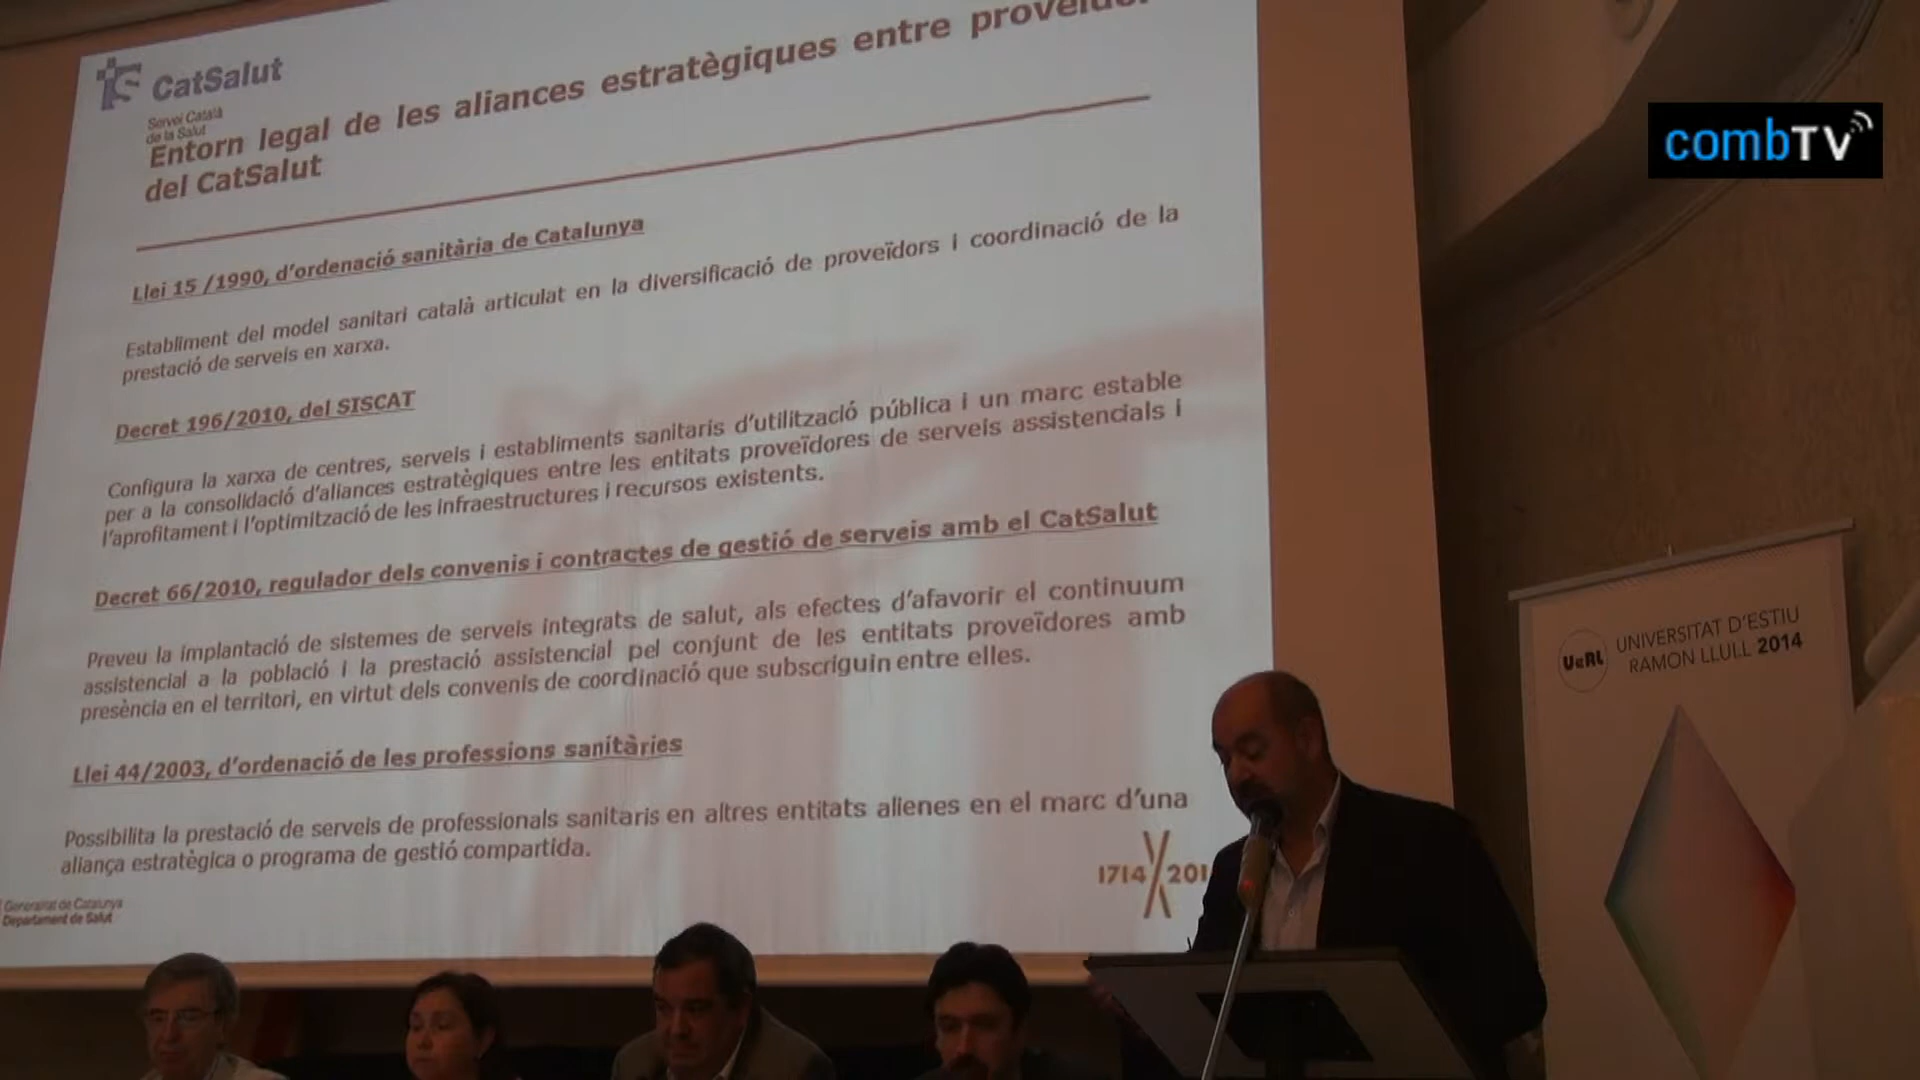 CatSalut
Servei Català
de la Salut
Entorn legal de les aliances estratègiques entre
del CatSalut
Llei 15 /1990, d'ordenació sanitària de Catalunya
Establiment del model sanitari català articulat en la diversificació de proveïdors i coordinació de la
prestació de serveis en xarxa.
Decret 196/2010, del SISCAT
Configura la xarxa de centres, serveis i establiments sanitaris d'utilització pública i un marc estable
per a la consolidació d'aliances estratègiques entre les entitats proveïdores de serveis assistencials i
l'aprofitament i l'optimització de les infraestructures i recursos existents.
Decret 66/2010, regulador dels convenis i contractes de gestió de serveis amb el CatSalut
Preveu la implantació de sistemes de serveis integrats de salut, als efectes d'afavorir el continuum
assistencial a la població i la prestació assistencial pel conjunt de les entitats proveïdores amb
presència en el territori, en virtut dels convenis de coordinació que subscriguin entre elles.
Llei 44/2003, d'ordenació de les professions sanitàries
Possibilita la prestació de serveis de professionals sanitaris en altres entitats alienes en el marc d'una
aliança estratègica o programa de gestió compartida.
1714 201
Generalitat de Catalunya
Departament de Salut
combTV
UeRL
UNIVERSITAT D'ESTIU
RAMON LLULL 2014